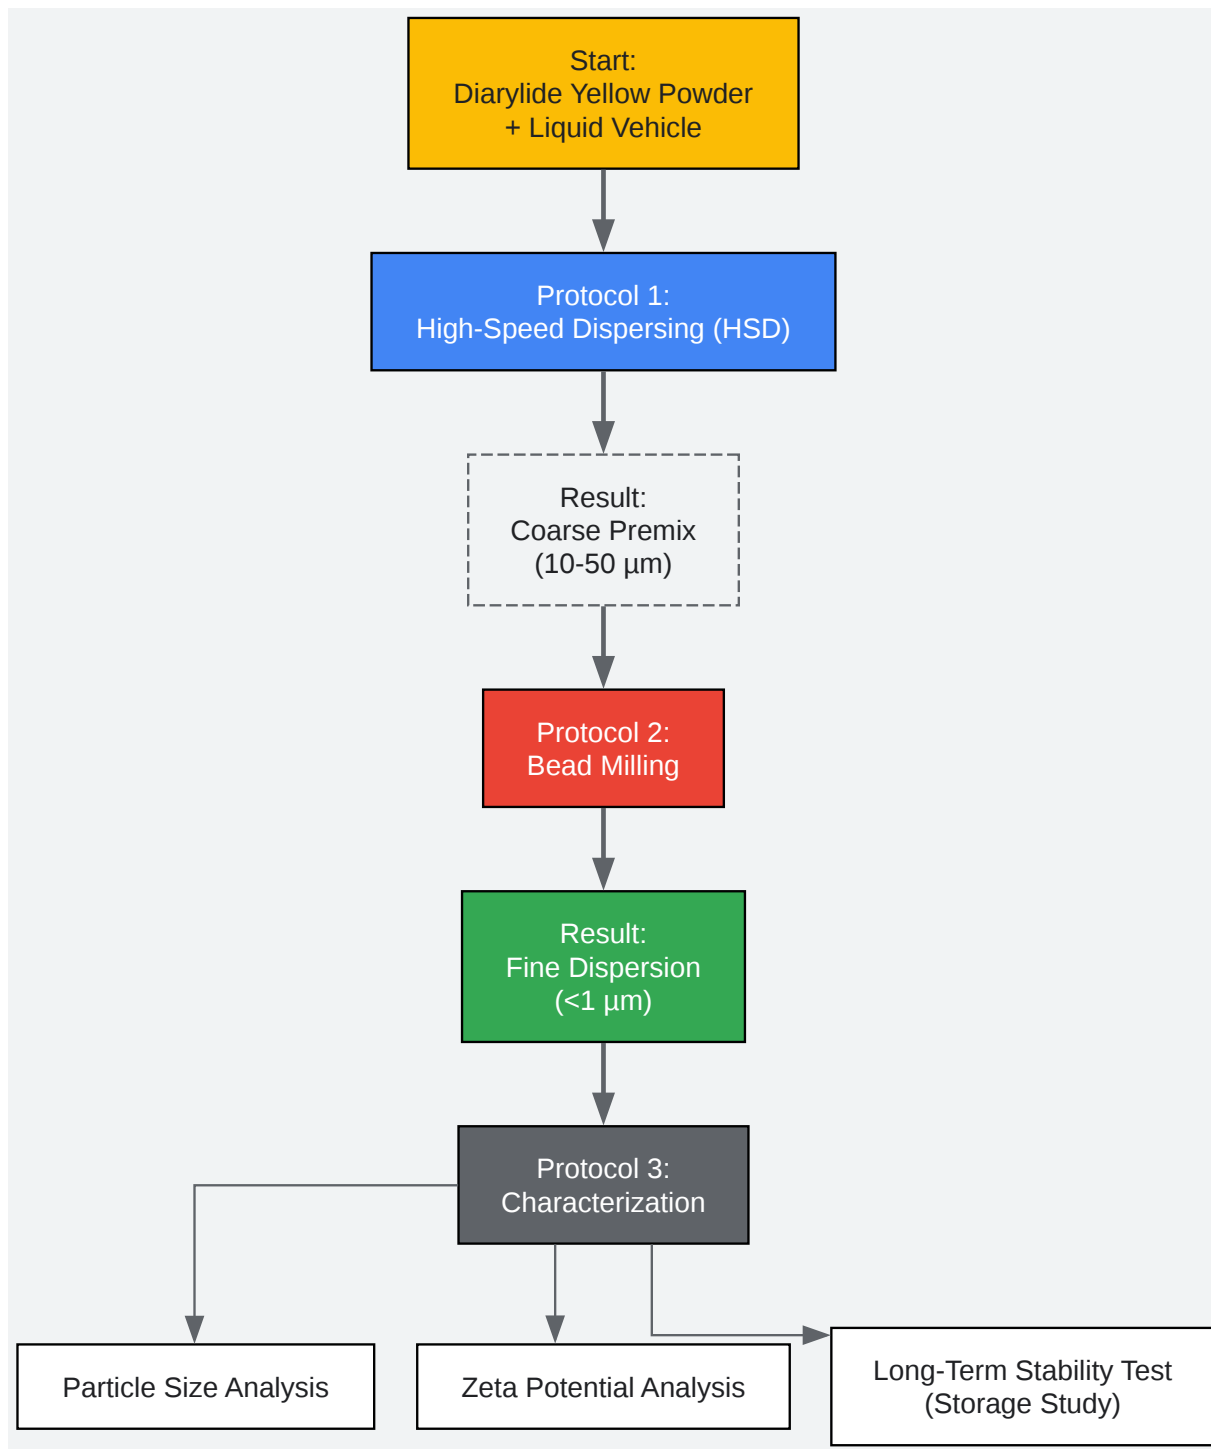 Start:
Diarylide Yellow Powder
+ Liquid Vehicle
Protocol 1:
High-Speed Dispersing (HSD)
Result:
Coarse Premix
(10-50 µm)
Protocol 2:
Bead Milling
Result:
Fine Dispersion
(<1 µm)
Protocol 3:
Characterization
Particle Size Analysis
Zeta Potential Analysis
Long-Term Stability Test
(Storage Study)